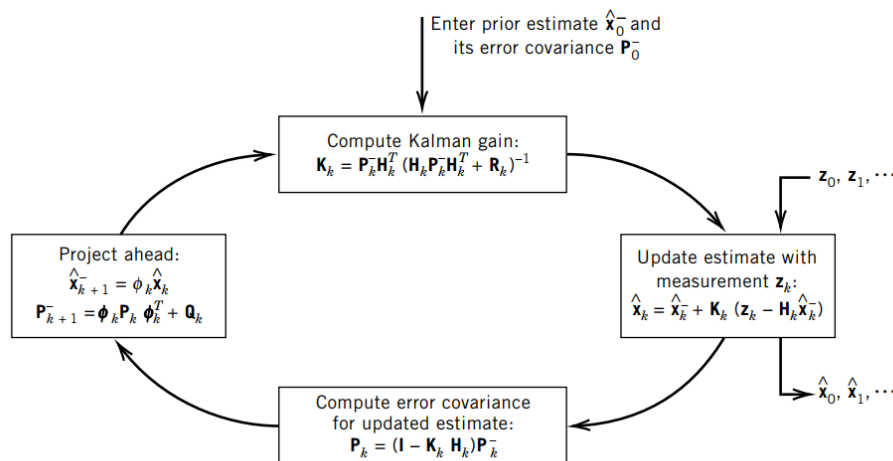 Enter prior estimate x̂₀⁻ and
its error covariance P₀⁻
Compute Kalman gain:
Kₖ = Pₖ⁻Hₖᵀ (HₖPₖ⁻Hₖᵀ + Rₖ)⁻¹
z₀, z₁, ···
Project ahead:
x̂⁻ₖ₊₁ = ϕₖx̂ₖ
P⁻ₖ₊₁ = ϕₖPₖ ϕₖᵀ + Qₖ
Update estimate with
measurement zₖ:
x̂ₖ = x̂ₖ⁻ + Kₖ (zₖ − Hₖx̂ₖ⁻)
x̂₀, x̂₁, ···
Compute error covariance
for updated estimate:
Pₖ = (I − Kₖ Hₖ)Pₖ⁻